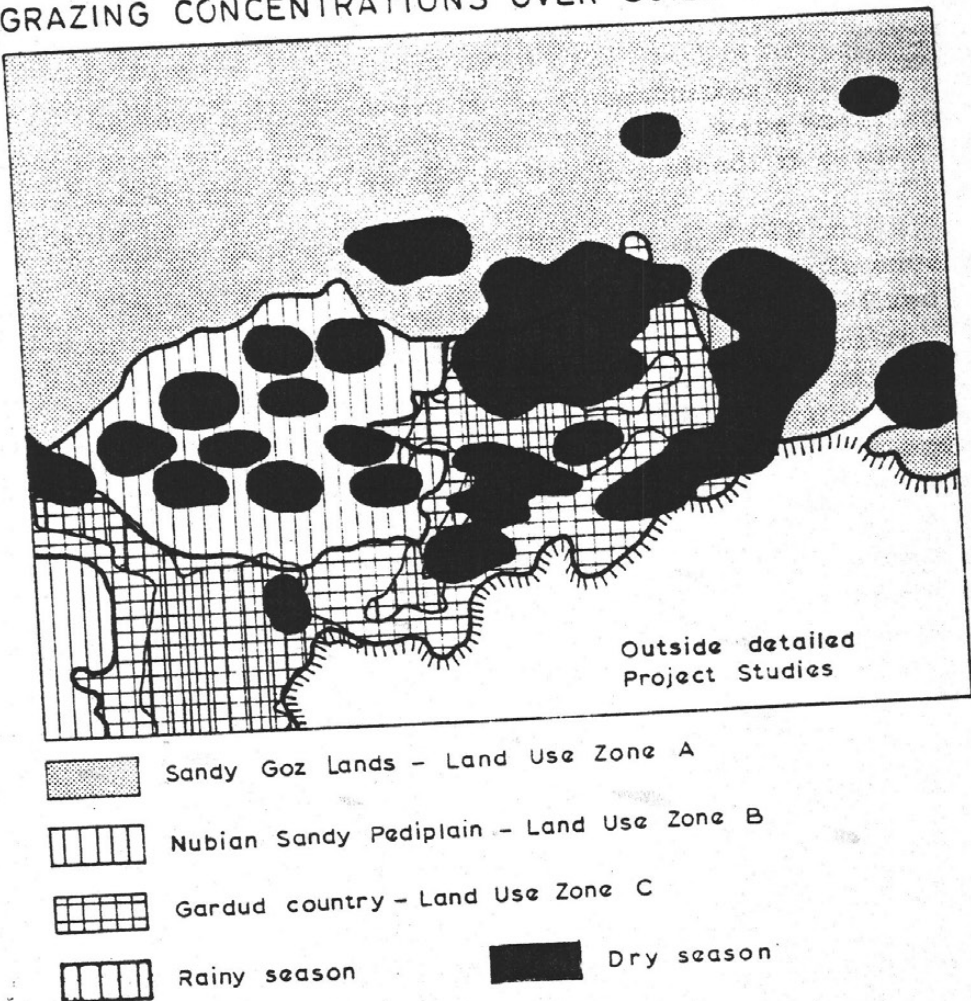 GRAZING CONCENTRATIONS OVER
Outside detailed
Project Studies
Sandy Goz Lands – Land Use Zone A
Nubian Sandy Pediplain – Land Use Zone B
Gardud country – Land Use Zone C
Rainy season
Dry season